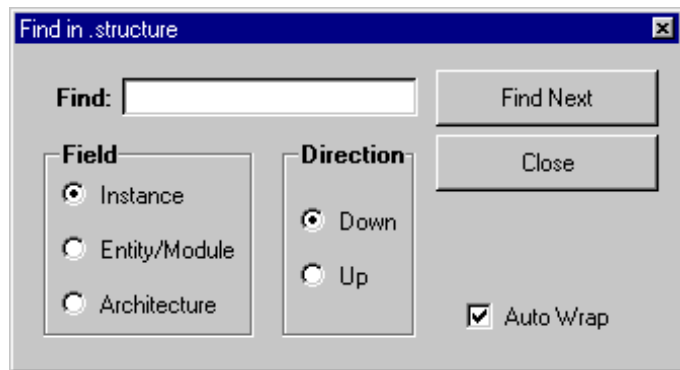 Find in .structure
Find:
Find Next
Close
Field
Instance
Entity/Module
Architecture
Direction
Down
Up
Auto Wrap